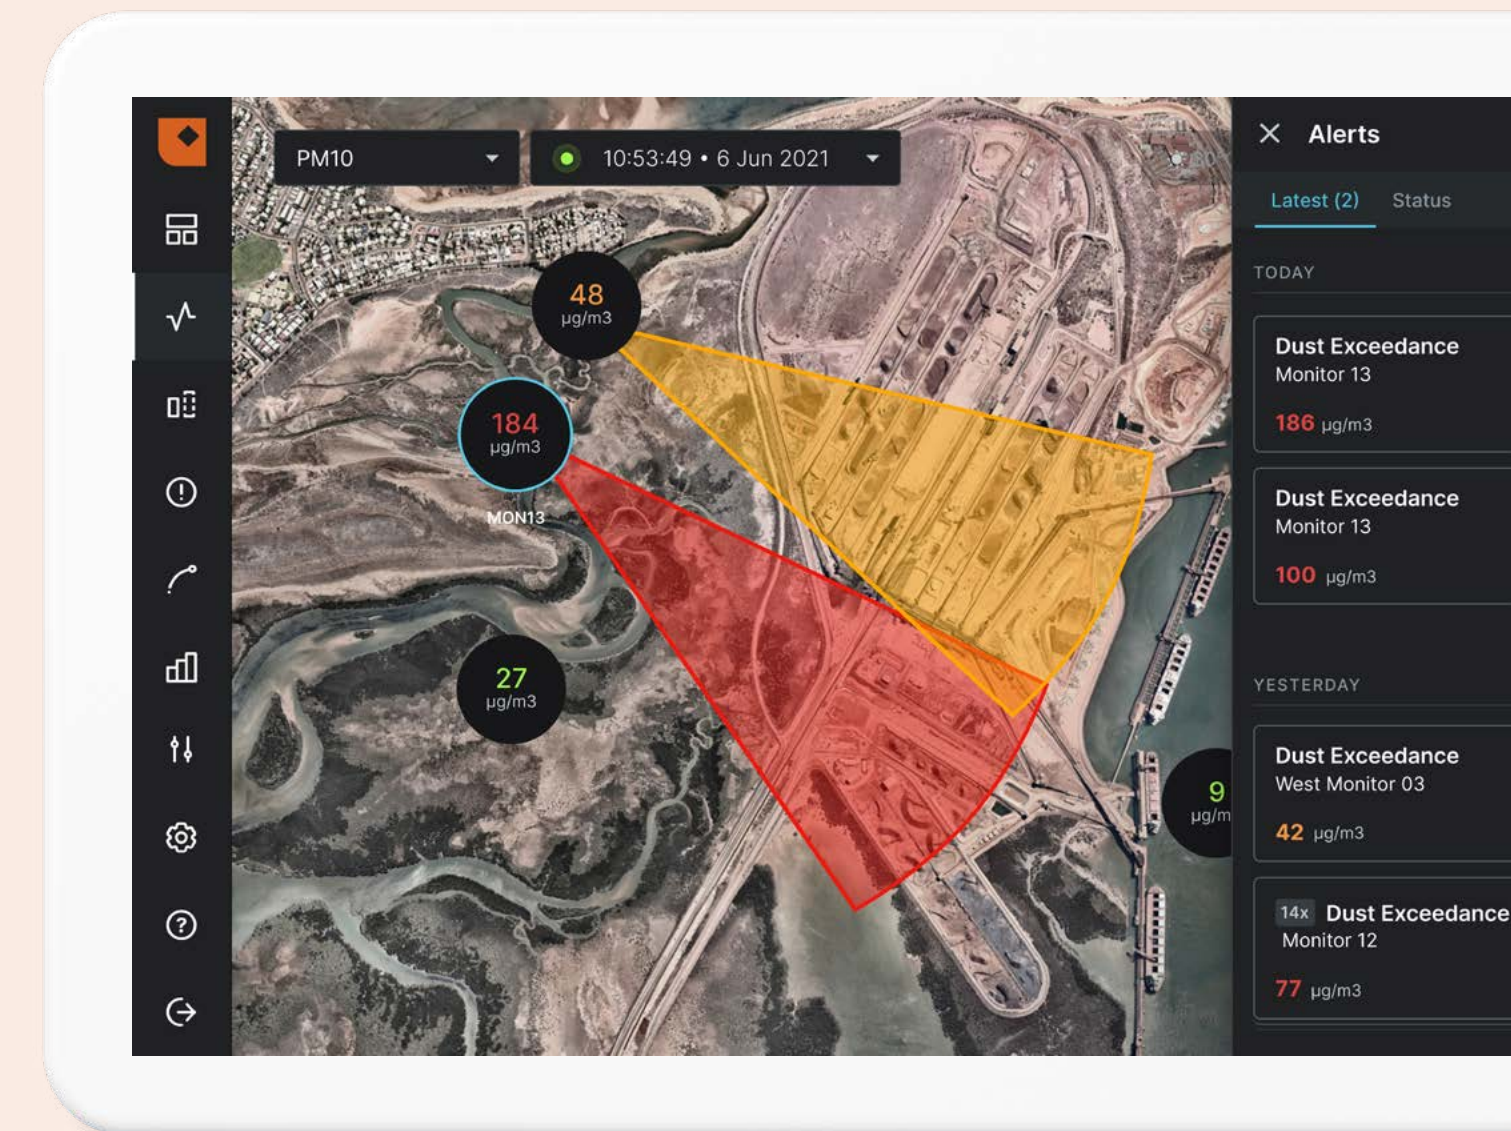 PM10
10:53:49 • 6 Jun 2021
48
µg/m3
184
µg/m3
MON13
27
µg/m3
9
µg/m
Alerts
Latest (2) Status
TODAY
Dust Exceedance
Monitor 13
186 µg/m3
Dust Exceedance
Monitor 13
100 µg/m3
YESTERDAY
Dust Exceedance
West Monitor 03
42 µg/m3
14x Dust Exceedance
Monitor 12
77 µg/m3